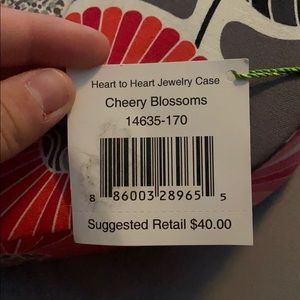 Heart to Heart Jewelry Case
Cheery Blossoms
14635-170
8 86003 28965 5
Suggested Retail $40.00